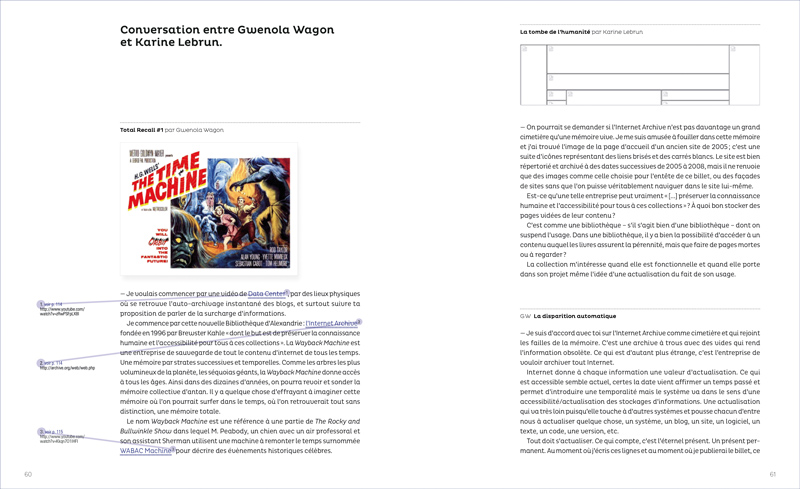 Conversation entre Gwenola Wagon
et Karine Lebrun.
Total Recall #1 par Gwenola Wagon
METRO-GOLDWYN-MAYER
H.G. WELLS'
THE TIME
MACHINE
YOU
WILL
ORBIT
INTO
THE
FANTASTIC
FUTURE!
ROD TAYLOR
ALAN YOUNG · YVETTE MIMIEUX
SEBASTIAN CABOT · TOM HELMORE
— Je voulais commencer par une vidéo de Data Center, par des lieux physiques
où se retrouve l'auto-archivage instantané des blogs, et surtout suivre ta
proposition de parler de la surcharge d'informations.
Je commence par cette nouvelle Bibliothèque d'Alexandrie : l'Internet Archive
fondée en 1996 par Brewster Kahle « dont le but est de préserver la connaissance
humaine et l'accessibilité pour tous à ces collections ». La Wayback Machine est
une entreprise de sauvegarde de tout le contenu d'internet de tous les temps.
Une mémoire par strates successives et temporelles. Comme les arbres les plus
volumineux de la planète, les séquoias géants, la Wayback Machine donne accès
à tous les âges. Ainsi dans des dizaines d'années, on pourra revoir et sonder la
mémoire collective d'antan. Il y a quelque chose d'effrayant à imaginer cette
mémoire où l'on pourrait surfer dans le temps, où l'on retrouverait tout sans
distinction, une mémoire totale.
Le nom Wayback Machine est une référence à une partie de The Rocky and
Bullwinkle Show dans lequel M. Peabody, un chien avec un air professoral et
son assistant Sherman utilisent une machine à remonter le temps surnommée
WABAC Machine pour décrire des événements historiques célèbres.
1 voir p. 114
http://www.youtube.com/
2 voir p. 114
http://archive.org/web/web.php
3 voir p. 115
http://www.youtube.com/
60
La tombe de l'humanité par Karine Lebrun
— On pourrait se demander si l'Internet Archive n'est pas davantage un grand
cimetière qu'une mémoire vive. Je me suis amusée à fouiller dans cette mémoire
et j'ai trouvé l'image de la page d'accueil d'un ancien site de 2005 ; c'est une
suite d'icônes représentant des liens brisés et des carrés blancs. Le site est bien
répertorié et archivé à des dates successives de 2005 à 2008, mais il ne renvoie
que des images comme celle choisie pour l'entête de ce billet, ou des façades
de sites sans que l'on puisse véritablement naviguer dans le site lui-même.
Est-ce qu'une telle entreprise peut vraiment « […] préserver la connaissance
humaine et l'accessibilité pour tous à ces collections » ? À quoi bon stocker des
pages vidées de leur contenu ?
C'est comme une bibliothèque – s'il s'agit bien d'une bibliothèque – dont on
suspend l'usage. Dans une bibliothèque, il y a bien la possibilité d'accéder à un
contenu auquel les livres assurent la pérennité, mais que faire de pages mortes
ou à regarder ?
La collection m'intéresse quand elle est fonctionnelle et quand elle porte
dans son projet même l'idée d'une actualisation du fait de son usage.
GW La disparition automatique
— Je suis d'accord avec toi sur l'Internet Archive comme cimetière et qui rejoint
les failles de la mémoire. C'est une archive à trous avec des vides qui rend
l'information obsolète. Ce qui est d'autant plus étrange, c'est l'entreprise de
vouloir archiver tout Internet.
Internet donne à chaque information une valeur d'actualisation. Ce qui
est accessible semble actuel, certes la date vient affirmer un temps passé et
permet d'introduire une temporalité mais le système va dans le sens d'une
accessibilité/actualisation des stockages d'informations. Une actualisation
qui va très loin puisqu'elle touche à d'autres systèmes et pousse chacun d'entre
nous à actualiser quelque chose, un système, un blog, un site, un logiciel, un
texte, un code, une version, etc.
Tout doit s'actualiser. Ce qui compte, c'est l'éternel présent. Un présent per-
manent. Au moment où j'écris ces lignes et au moment où je publierai le billet, ce
61